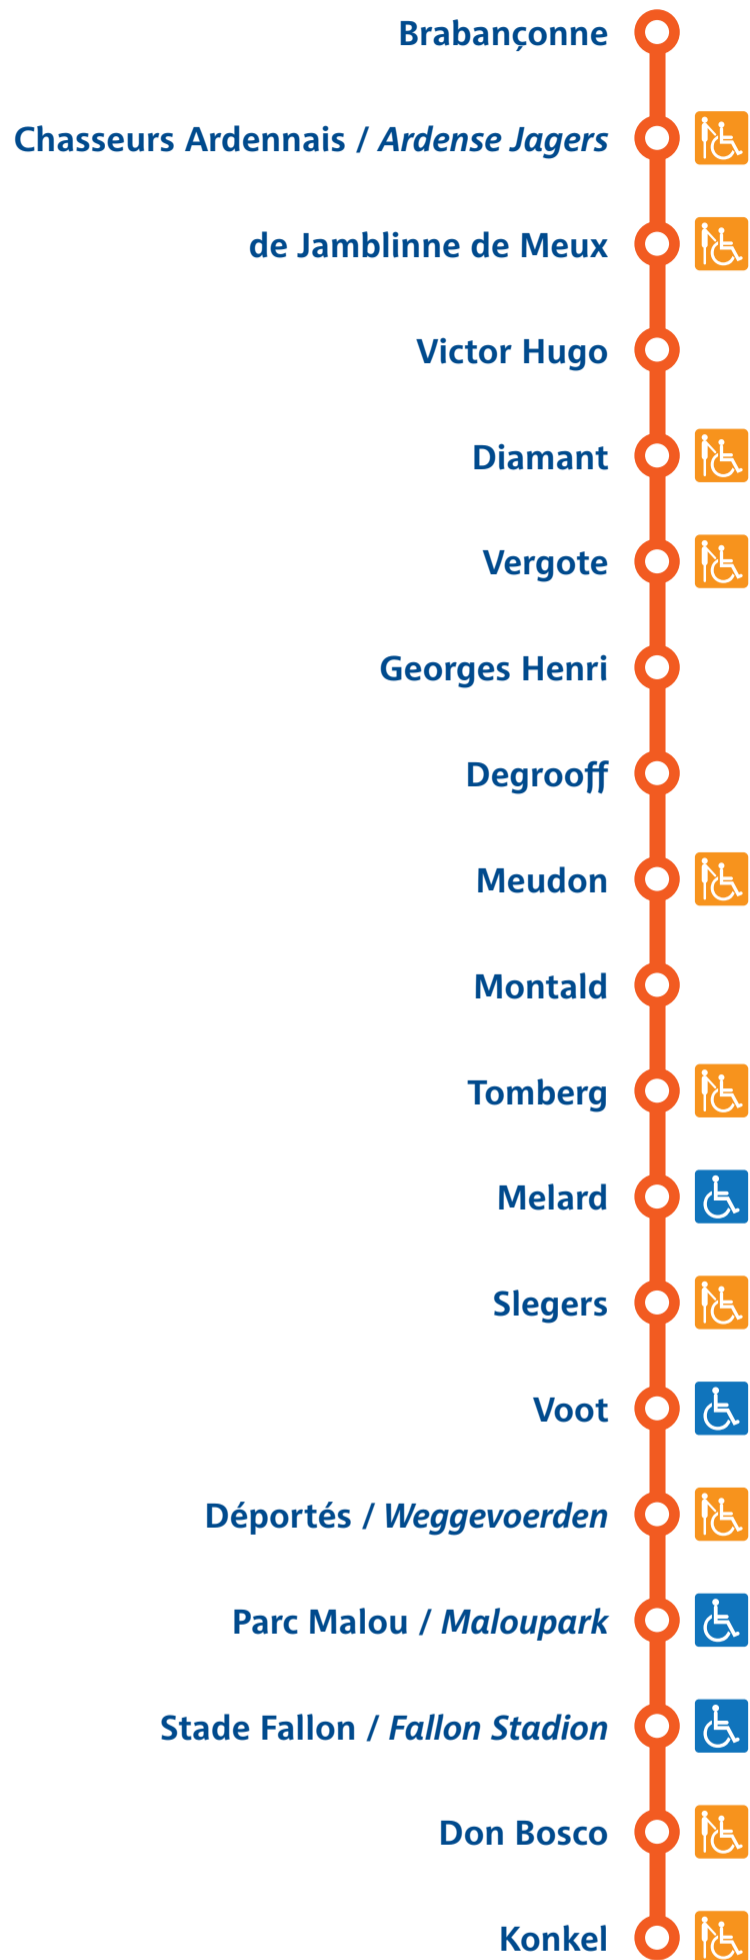 Brabançonne
Chasseurs Ardennais / Ardense Jagers
de Jamblinne de Meux
Victor Hugo
Diamant
Vergote
Georges Henri
Degrooff
Meudon
Montald
Tomberg
Melard
Slegers
Voot
Déportés / Weggevoerden
Parc Malou / Maloupark
Stade Fallon / Fallon Stadion
Don Bosco
Konkel